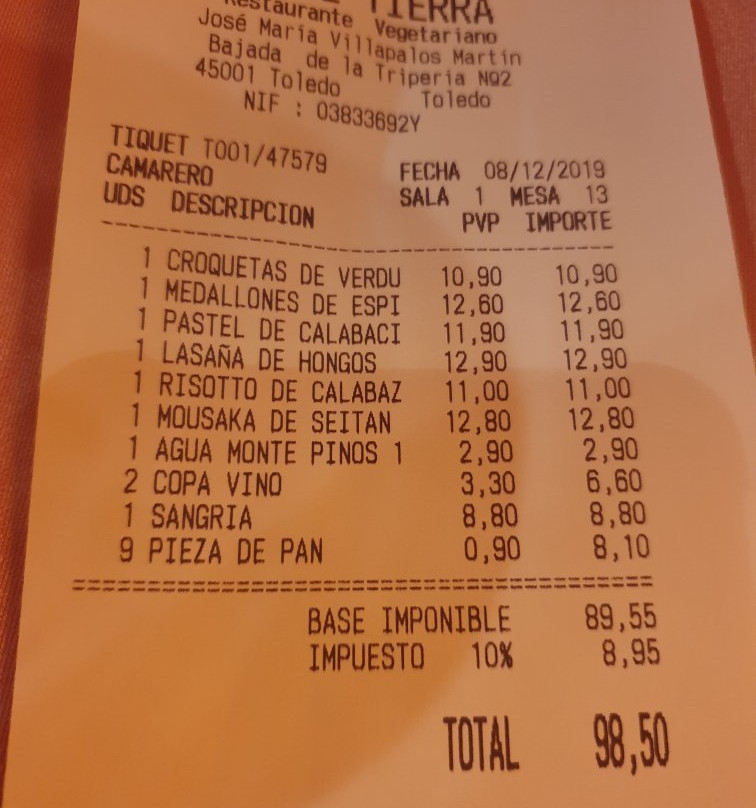 TIERRA
Restaurante Vegetariano
José María Villapalos Martín
Bajada de la Triperia Nº2
45001 Toledo Toledo
NIF : 03833692Y
TIQUET T001/47579 FECHA 08/12/2019
CAMARERO SALA 1 MESA 13
UDS DESCRIPCION PVP IMPORTE
1 CROQUETAS DE VERDU 10,90 10,90
1 MEDALLONES DE ESPI 12,60 12,60
1 PASTEL DE CALABACI 11,90 11,90
1 LASAÑA DE HONGOS 12,90 12,90
1 RISOTTO DE CALABAZ 11,00 11,00
1 MOUSAKA DE SEITAN 12,80 12,80
1 AGUA MONTE PINOS 1 2,90 2,90
2 COPA VINO 3,30 6,60
1 SANGRIA 8,80 8,80
9 PIEZA DE PAN 0,90 8,10
BASE IMPONIBLE 89,55
IMPUESTO 10% 8,95
TOTAL 98,50